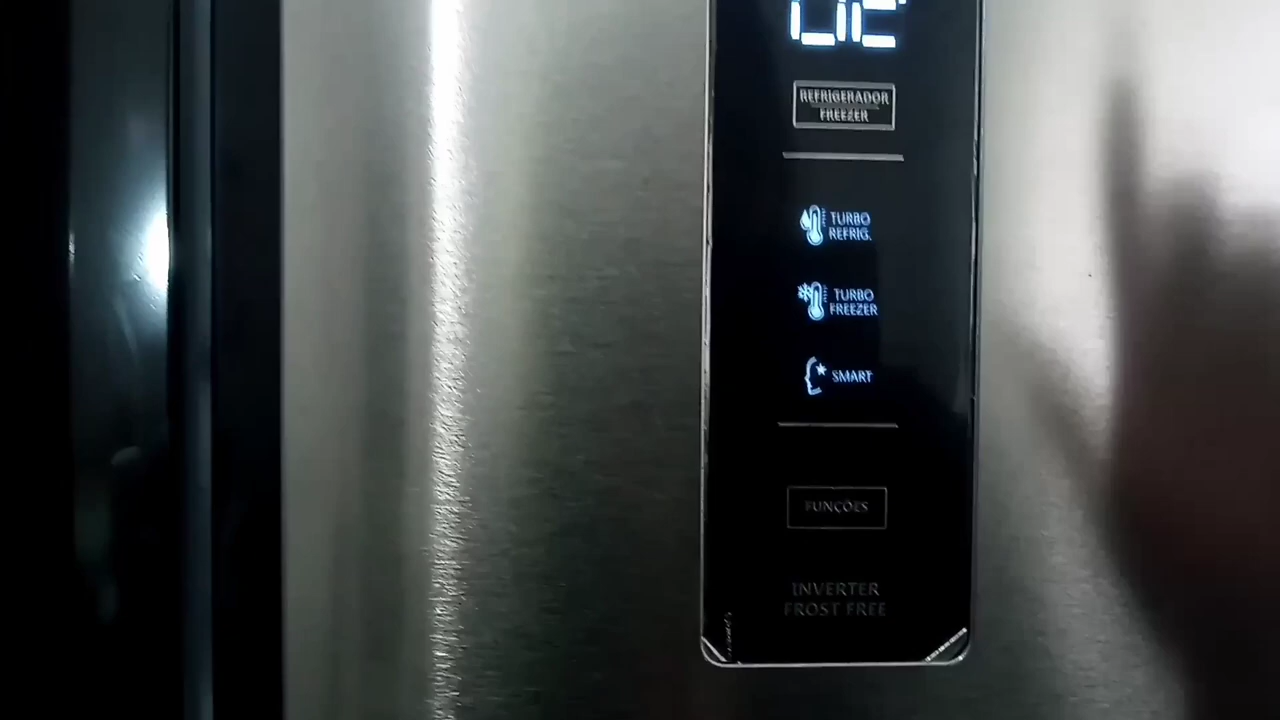 REFRIGERADOR
FREEZER
TURBO
REFRIG.
TURBO
FREEZER
SMART
FUNÇÕES
INVERTER
FROST FREE